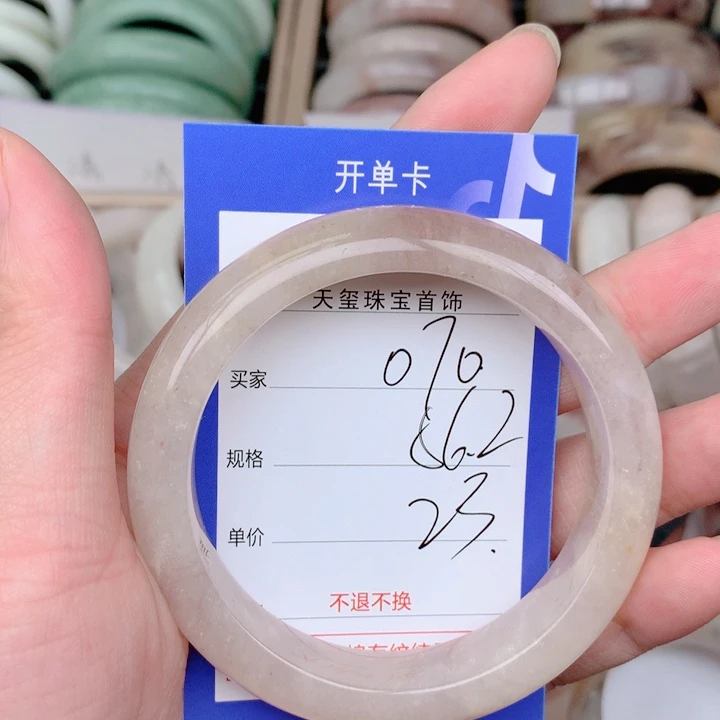 开单卡
天玺珠宝首饰
买家 070
规格 56.2
单价 23.
不退不换